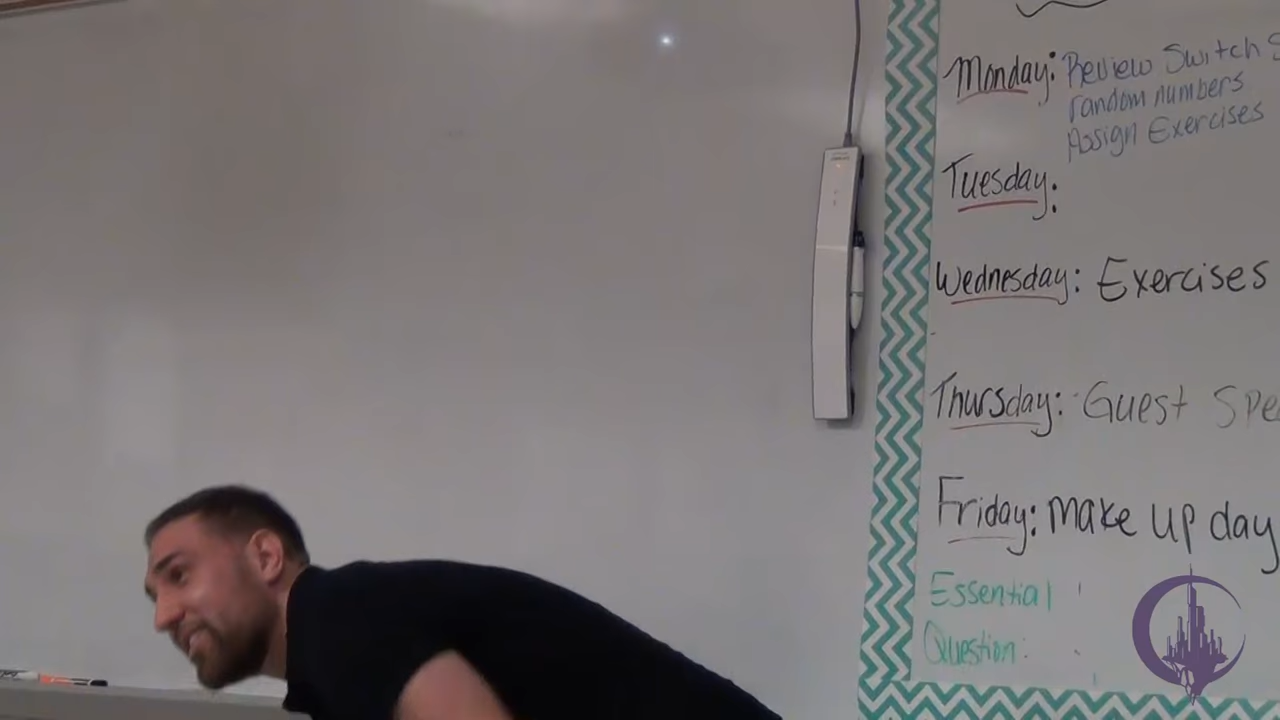 Monday: Review Switch
random numbers
Assign Exercises
Tuesday:
Wednesday: Exercises
Thursday: Guest
Friday: make up day
Essential
Question: